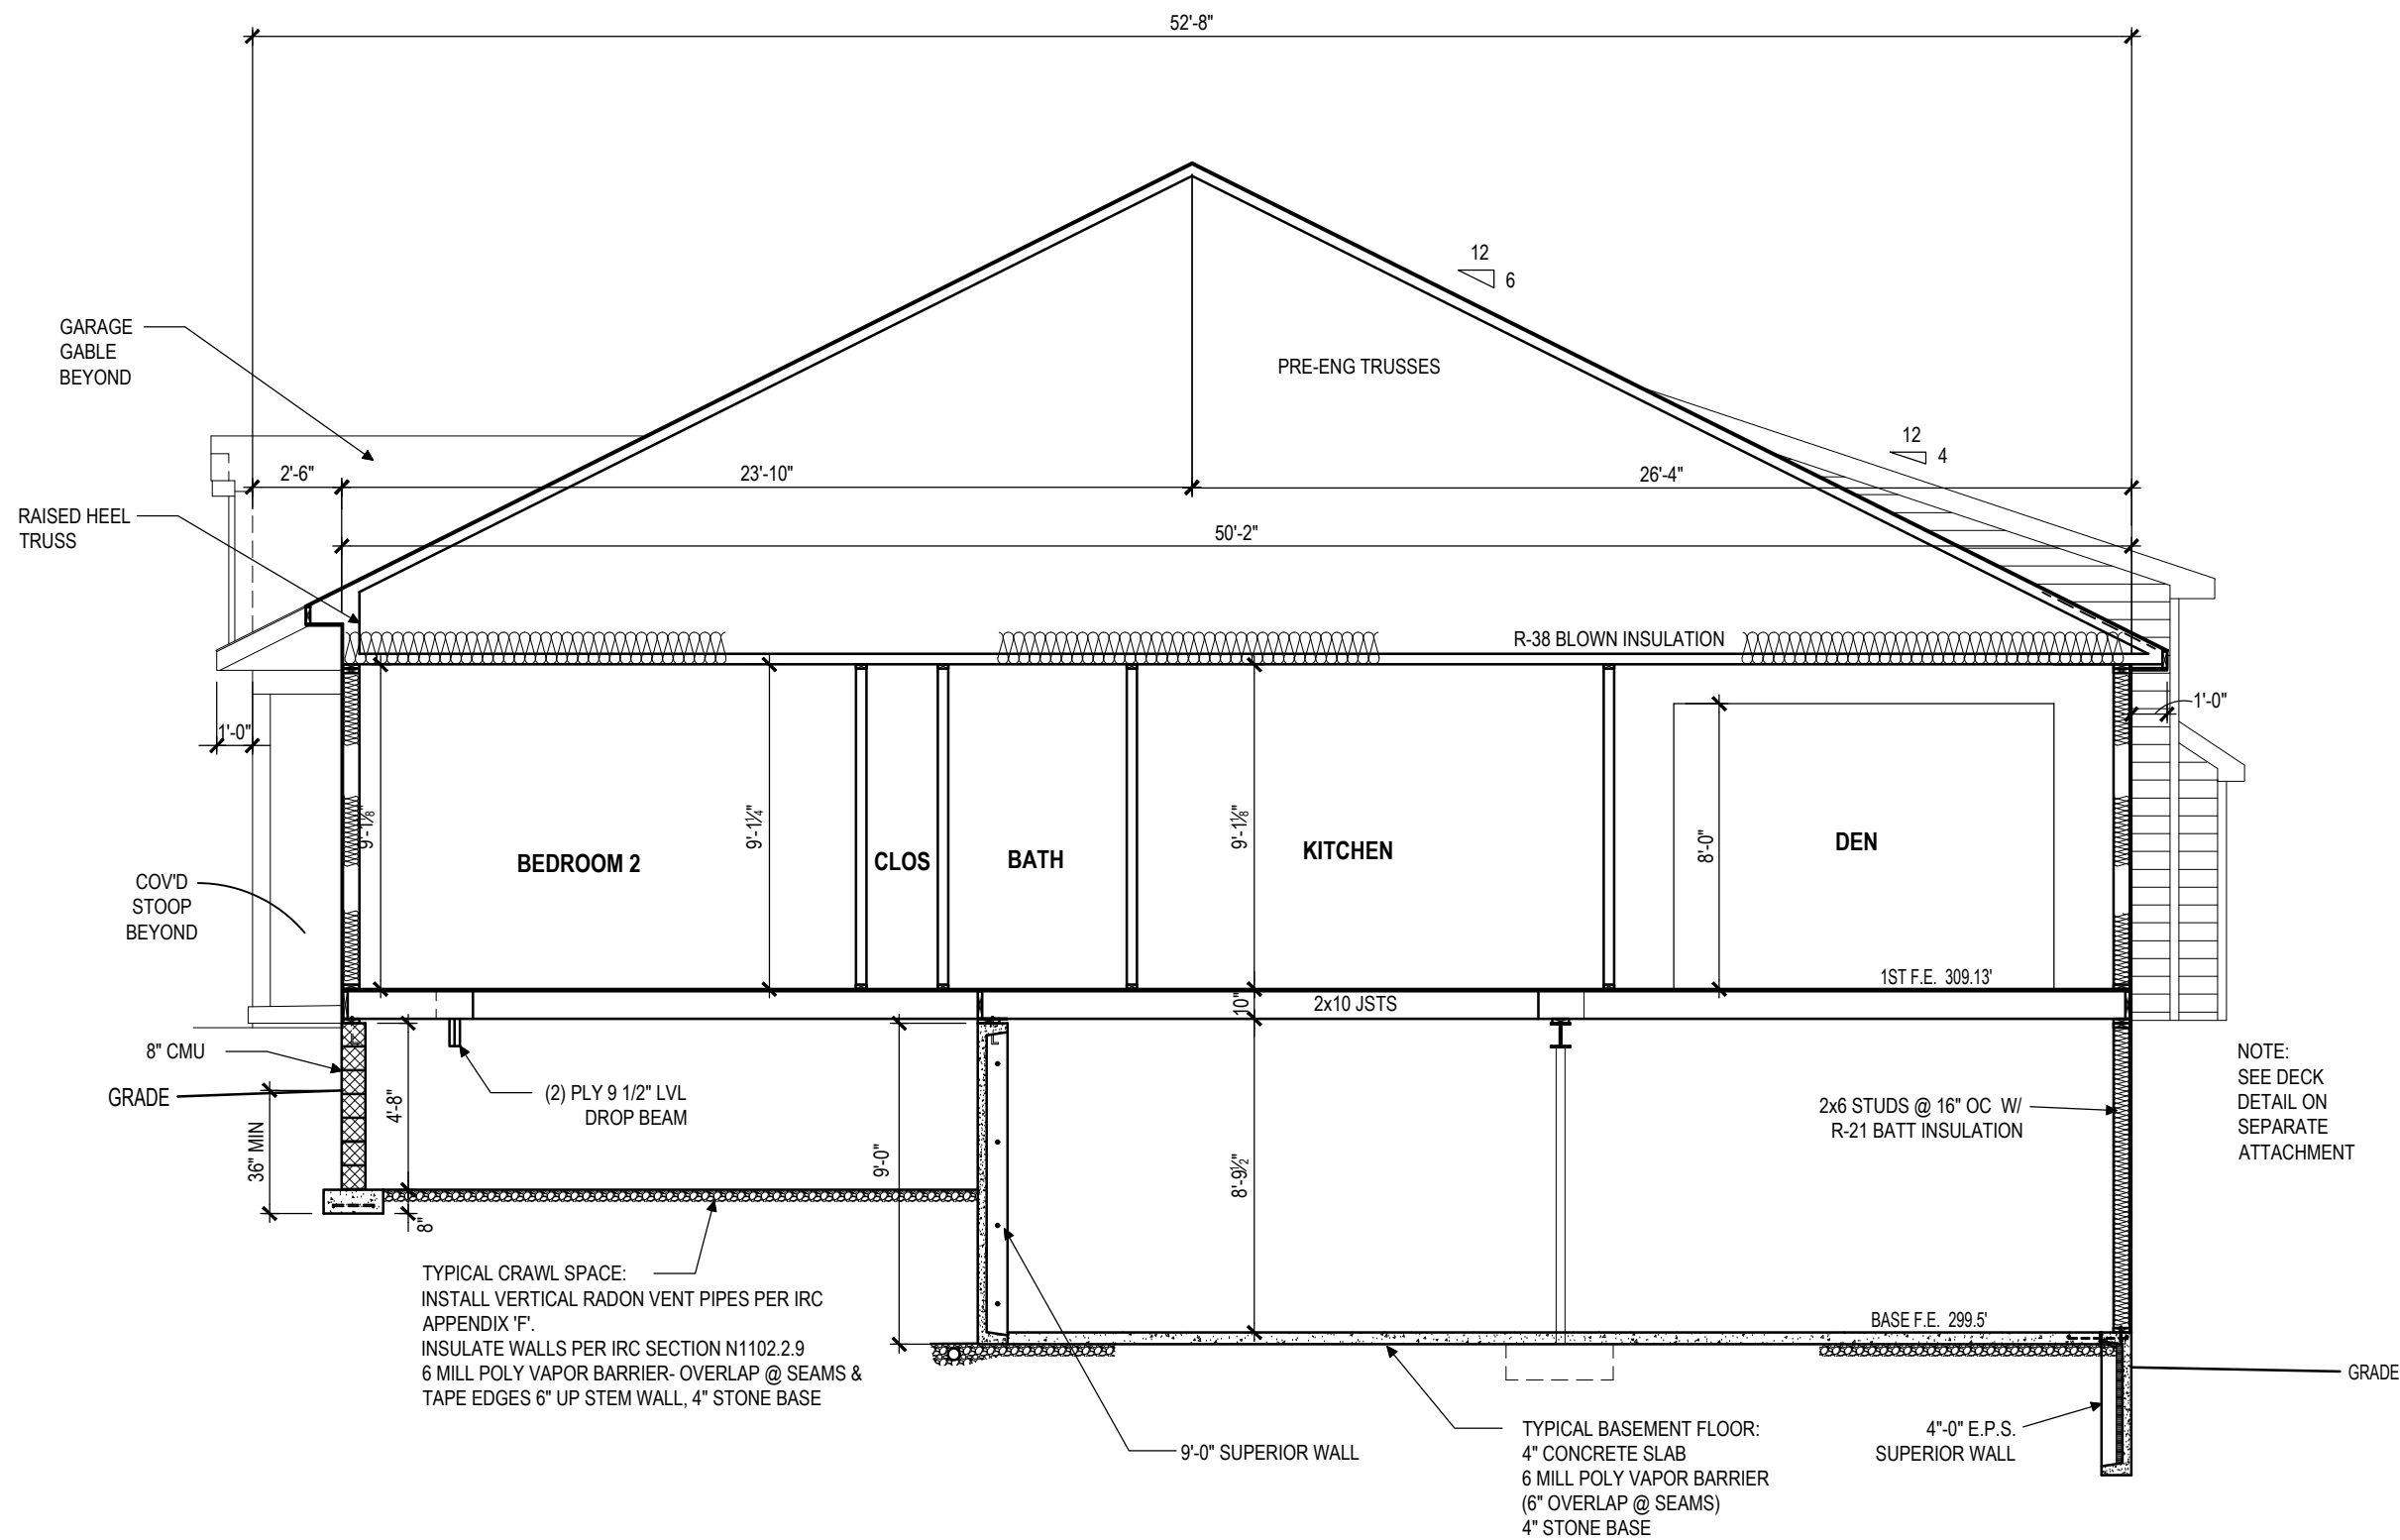 52'-8"
12
6
GARAGE
GABLE
BEYOND
PRE-ENG TRUSSES
12
4
2'-6"
23'-10"
26'-4"
RAISED HEEL
TRUSS
50'-2"
R-38 BLOWN INSULATION
1'-0"
1'-0"
9'-1⅛"
9'-1¼"
9'-1⅛"
8'-0"
BEDROOM 2
CLOS
BATH
KITCHEN
DEN
COV'D
STOOP
BEYOND
1ST F.E. 309.13'
10"
2x10 JSTS
8" CMU
GRADE
36" MIN
4'-8"
8"
(2) PLY 9 1/2" LVL
DROP BEAM
9'-0"
8'-9½"
2x6 STUDS @ 16" OC W/
R-21 BATT INSULATION
NOTE:
SEE DECK
DETAIL ON
SEPARATE
ATTACHMENT
TYPICAL CRAWL SPACE:
INSTALL VERTICAL RADON VENT PIPES PER IRC
APPENDIX 'F'.
INSULATE WALLS PER IRC SECTION N1102.2.9
6 MILL POLY VAPOR BARRIER- OVERLAP @ SEAMS &
TAPE EDGES 6" UP STEM WALL, 4" STONE BASE
BASE F.E. 299.5'
GRADE
9'-0" SUPERIOR WALL
TYPICAL BASEMENT FLOOR:
4" CONCRETE SLAB
6 MILL POLY VAPOR BARRIER
(6" OVERLAP @ SEAMS)
4" STONE BASE
4"-0" E.P.S.
SUPERIOR WALL